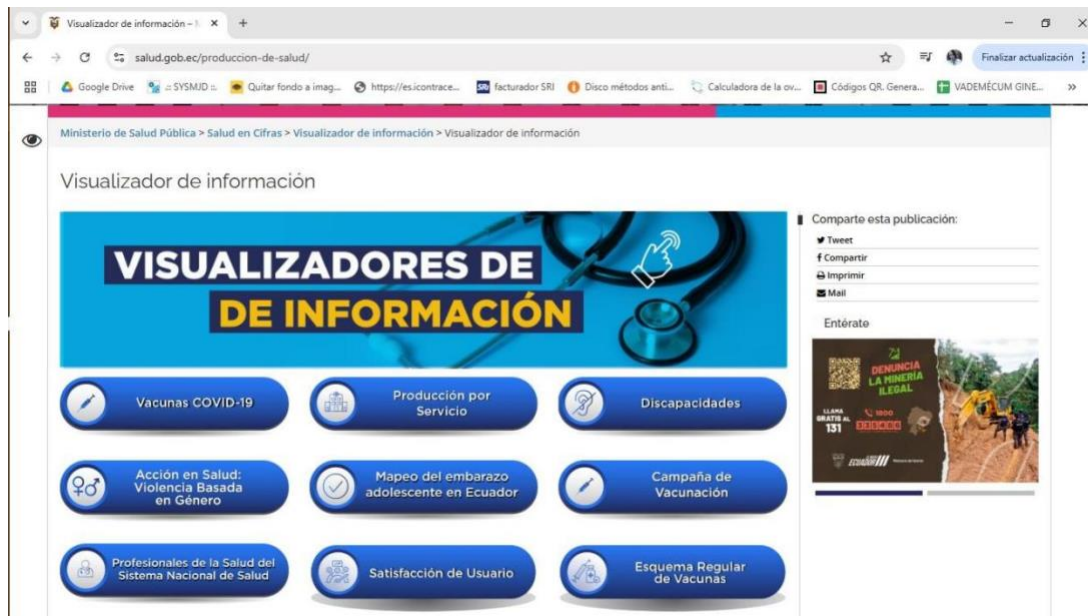 Visualizador de información –
salud.gob.ec/produccion-de-salud/
Finalizar actualización
Google Drive
.:: SYSMJD ::.
Quitar fondo a imag...
https://es.icontrace...
SRI facturador SRI
Disco métodos anti...
Calculadora de la ov...
Códigos QR. Genera...
VADEMÉCUM GINE...
Ministerio de Salud Pública > Salud en Cifras > Visualizador de información > Visualizador de información
Visualizador de información
VISUALIZADORES DE
DE INFORMACIÓN
Vacunas COVID-19
Producción por
Servicio
Discapacidades
Acción en Salud:
Violencia Basada
en Género
Mapeo del embarazo
adolescente en Ecuador
Campaña de
Vacunación
Profesionales de la Salud del
Sistema Nacional de Salud
Satisfacción de Usuario
Esquema Regular
de Vacunas
Comparte esta publicación:
Tweet
Compartir
Imprimir
Mail
Entérate
DENUNCIA
LA MINERÍA
ILEGAL
LLAMA
GRATIS AL
131
1800
ECUADOR